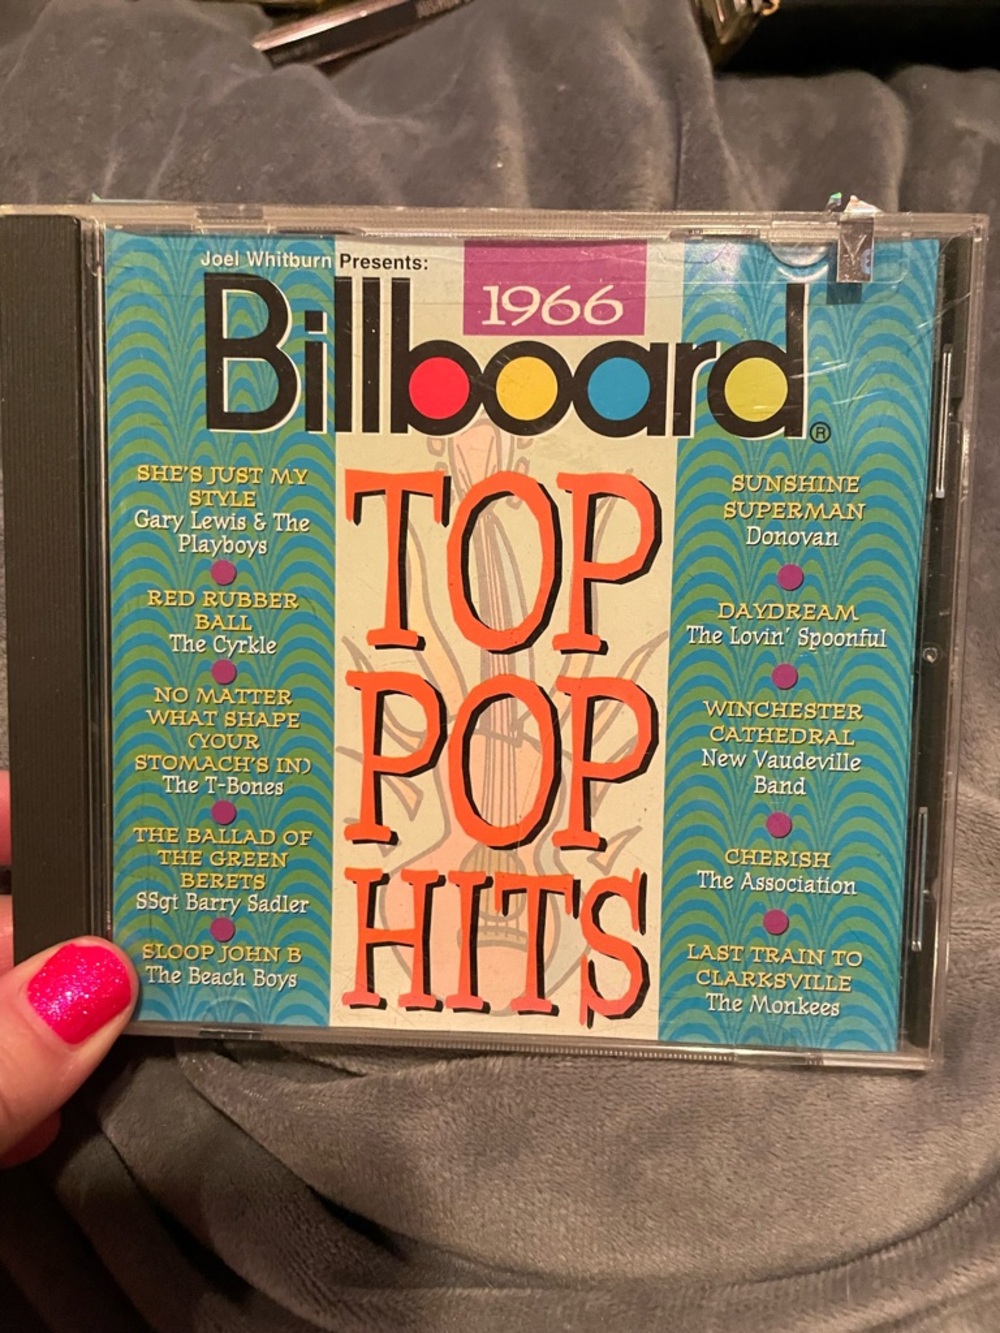 Joel Whitburn Presents:
1966
Billboard®
TOP
POP
HITS
SHE'S JUST MY
STYLE
Gary Lewis & The
Playboys
RED RUBBER
BALL
The Cyrkle
NO MATTER
WHAT SHAPE
(YOUR
STOMACH'S IN)
The T-Bones
THE BALLAD OF
THE GREEN
BERETS
SSgt Barry Sadler
SLOOP JOHN B
The Beach Boys
SUNSHINE
SUPERMAN
Donovan
DAYDREAM
The Lovin' Spoonful
WINCHESTER
CATHEDRAL
New Vaudeville
Band
CHERISH
The Association
LAST TRAIN TO
CLARKSVILLE
The Monkees